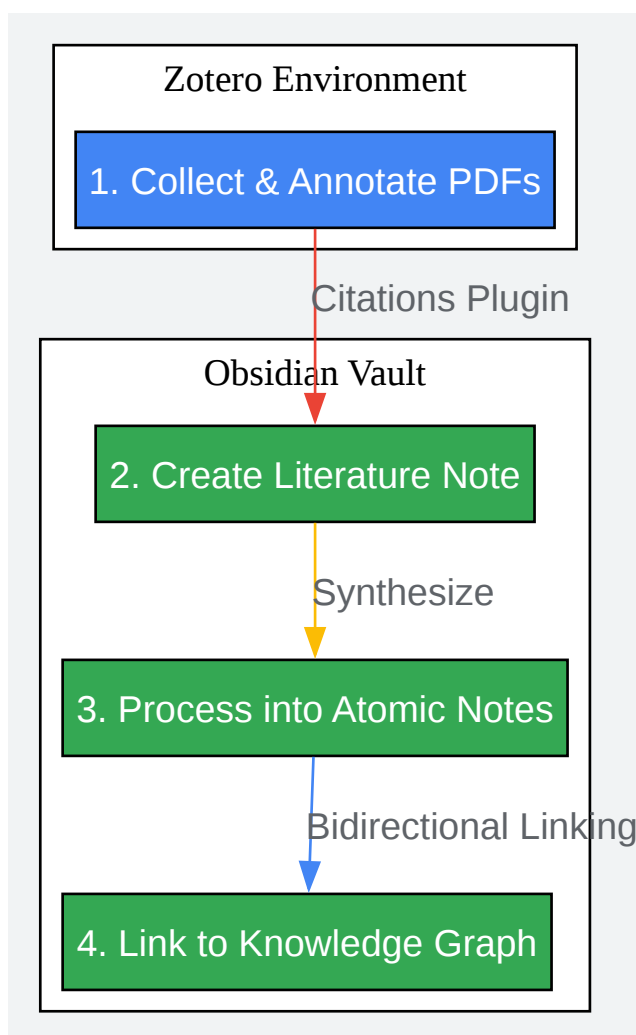 Zotero Environment
1. Collect & Annotate PDFs
Citations Plugin
Obsidian Vault
2. Create Literature Note
Synthesize
3. Process into Atomic Notes
Bidirectional Linking
4. Link to Knowledge Graph